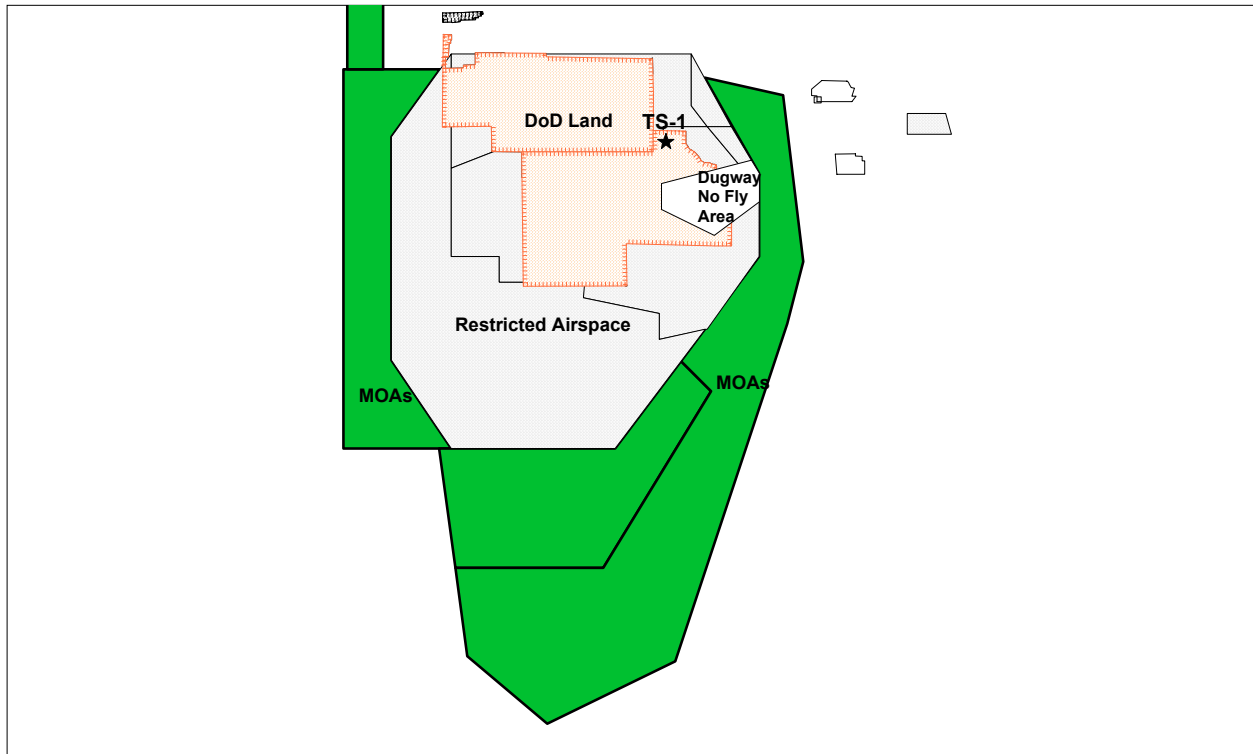 DoD Land
TS-1
Dugway
No Fly
Area
Restricted Airspace
MOAs
MOAs